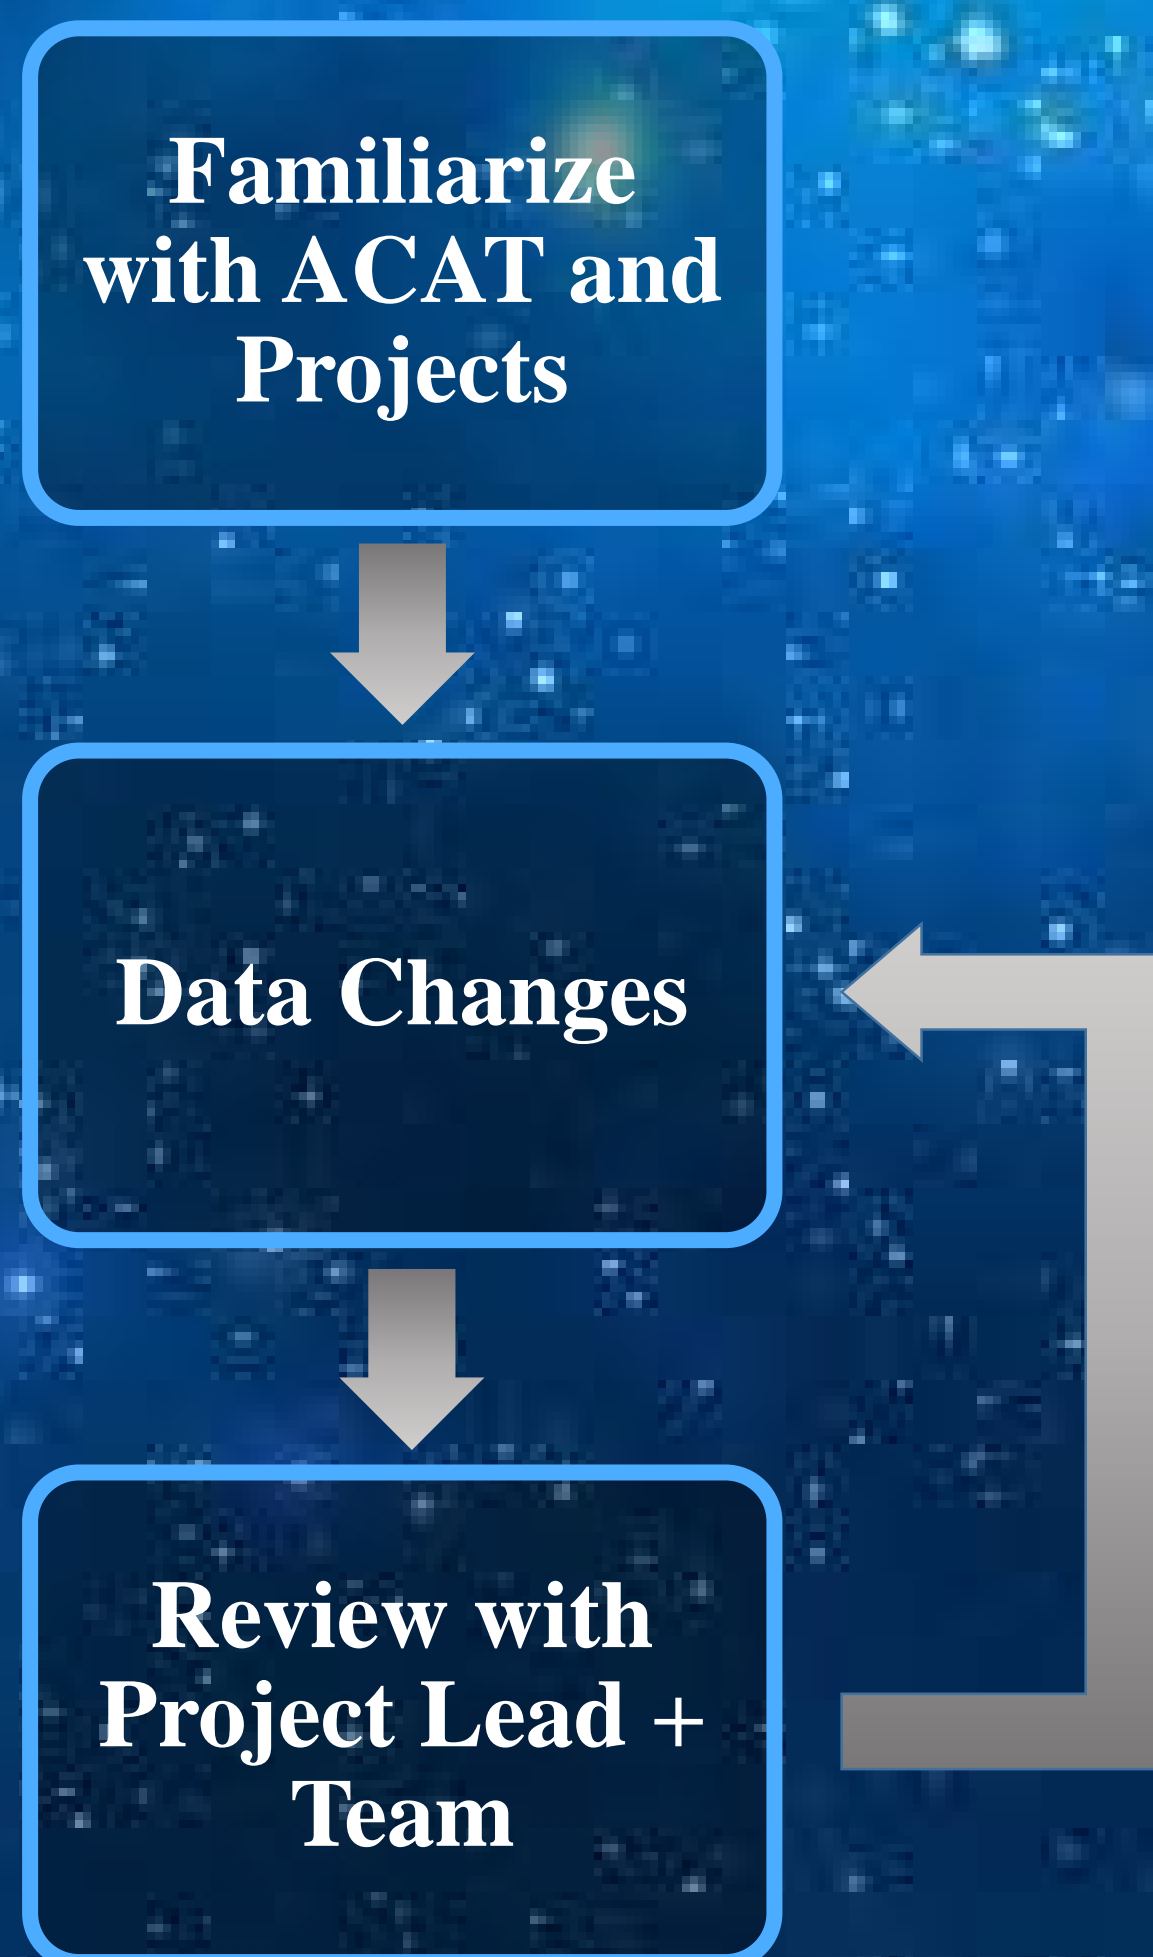 Familiarize
with ACAT and
Projects
Data Changes
Review with
Project Lead +
Team